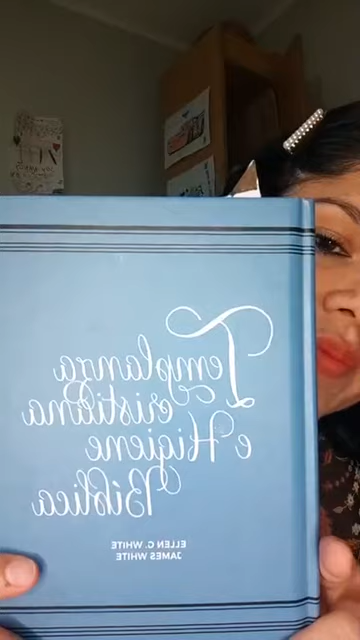 Templanza
cristiana
e Higiene
Bíblica
ELLEN G. WHITE
JAMES WHITE